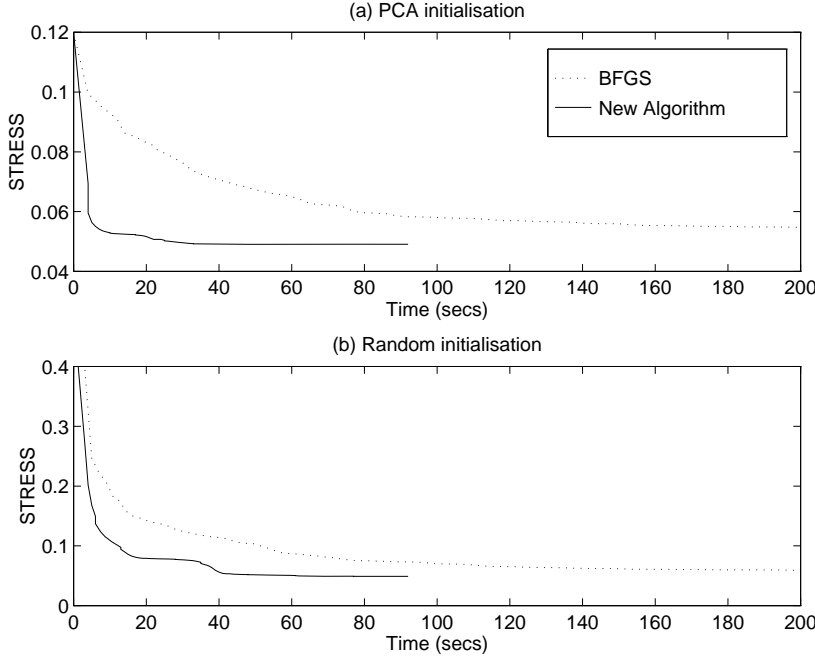 (a) PCA initialisation
0.12
0.1
0.08
0.06
0.04
STRESS
BFGS
New Algorithm
0 20 40 60 80 100 120 140 160 180 200
Time (secs)
(b) Random initialisation
0.4
0.3
0.2
0.1
0
STRESS
0 20 40 60 80 100 120 140 160 180 200
Time (secs)